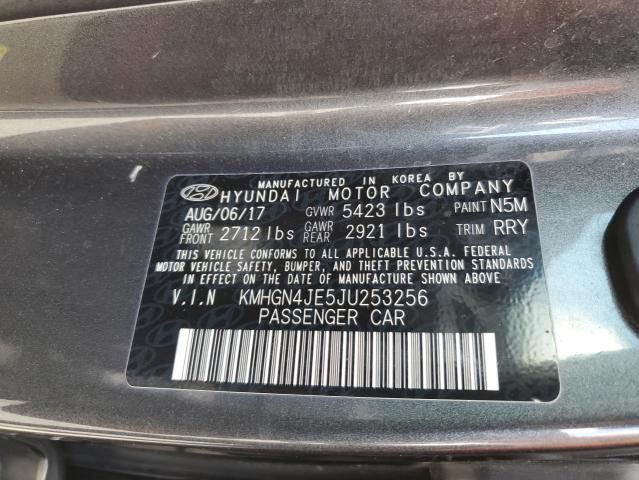 MANUFACTURED IN KOREA BY
HYUNDAI MOTOR COMPANY
AUG/06/17 GVWR 5423 lbs PAINT N5M
GAWR FRONT 2712 lbs GAWR REAR 2921 lbs TRIM RRY
THIS VEHICLE CONFORMS TO ALL APPLICABLE U.S.A. FEDERAL
MOTOR VEHICLE SAFETY, BUMPER, AND THEFT PREVENTION STANDARDS
IN EFFECT ON THE DATE OF MANUFACTURE SHOWN ABOVE.
V.I.N KMHGN4JE5JU253256
PASSENGER CAR